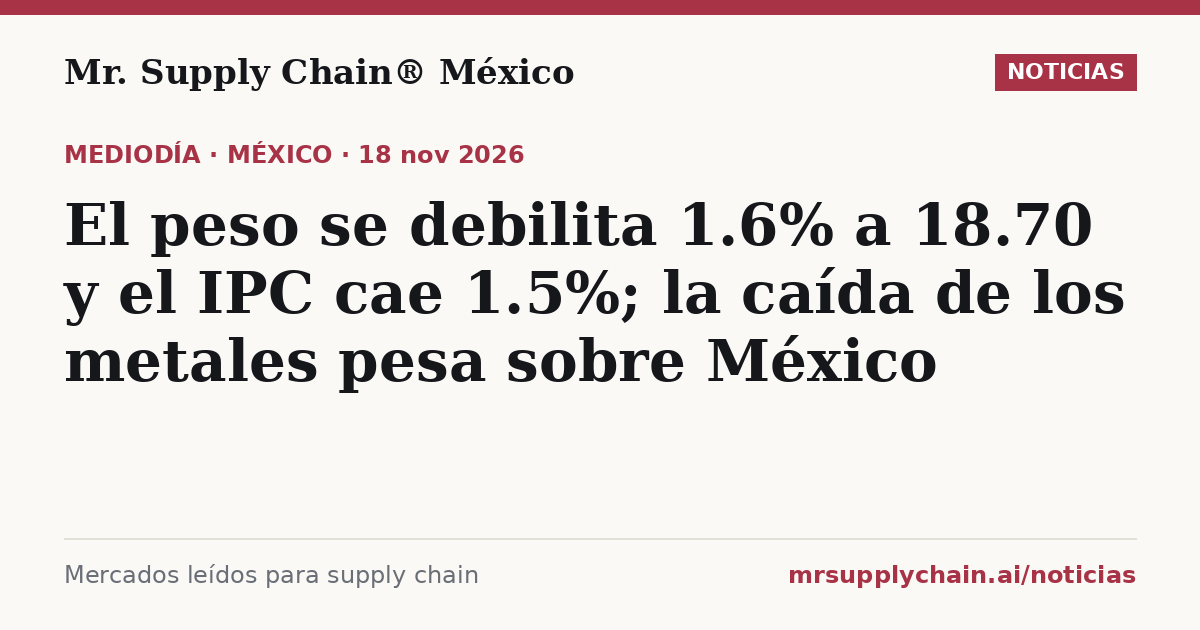 Mr. Supply Chain® México
NOTICIAS
MEDIODÍA · MÉXICO · 18 nov 2026
El peso se debilita 1.6% a 18.70
y el IPC cae 1.5%; la caída de los
metales pesa sobre México
Mercados leídos para supply chain
mrsupplychain.ai/noticias